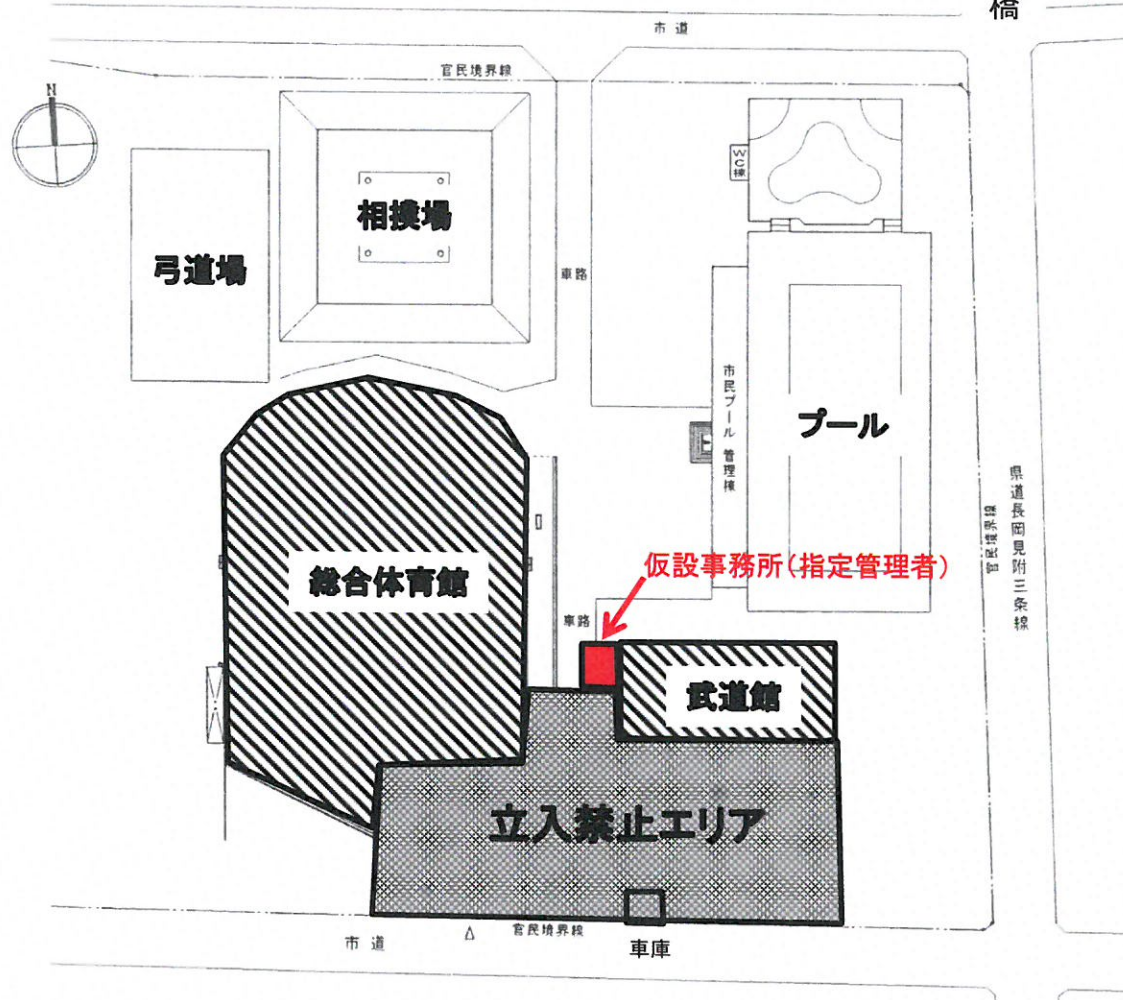 橋
市道
官民境界線
N
WC棟
相撲場
弓道場
車路
市民プール 管理棟
プール
県道長岡見附三条線
官民境界線
仮設事務所(指定管理者)
総合体育館
車路
武道館
立入禁止エリア
市道
官民境界線
車庫